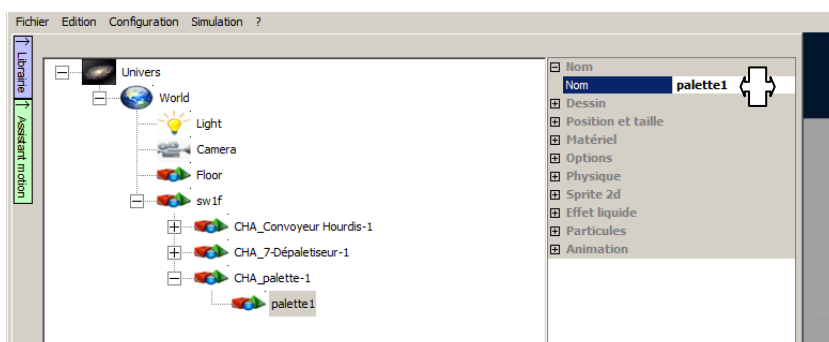 Fichier Edition Configuration Simulation ?
Librairie
Assistant motion
Univers
World
Light
Camera
Floor
sw1f
CHA_Convoyeur Hourdis-1
CHA_7-Dépaletiseur-1
CHA_palette-1
palette1
Nom
Nom palette1
Dessin
Position et taille
Matériel
Options
Physique
Sprite 2d
Effet liquide
Particules
Animation